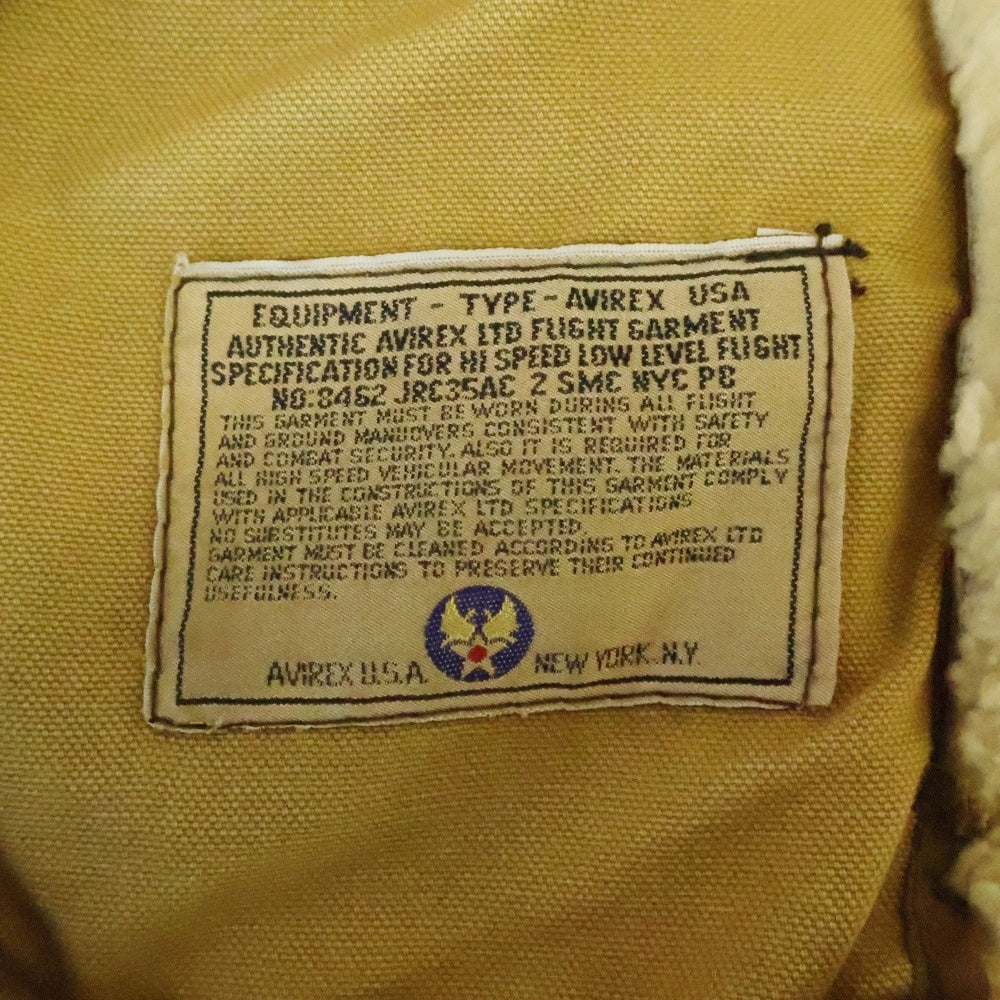 EQUIPMENT - TYPE - AVIREX USA
AUTHENTIC AVIREX LTD FLIGHT GARMENT
SPECIFICATION FOR HI SPEED LOW LEVEL FLIGHT
NO:8462 JRC35AC 2 SMC NYC PB
THIS GARMENT MUST BE WORN DURING ALL FLIGHT
AND GROUND MANUOVERS CONSISTENT WITH SAFETY
AND COMBAT SECURITY. ALSO IT IS REQUIRED FOR
ALL HIGH SPEED VEHICULAR MOVEMENT. THE MATERIALS
USED IN THE CONSTRUCTIONS OF THIS GARMENT COMPLY
WITH APPLICABLE AVIREX LTD SPECIFICATIONS
NO SUBSTITUTES MAY BE ACCEPTED.
GARMENT MUST BE CLEANED ACCORDING TO AVIREX LTD
CARE INSTRUCTIONS TO PRESERVE THEIR CONTINUED
USEFULNESS.
AVIREX U.S.A. NEW YORK. N.Y.